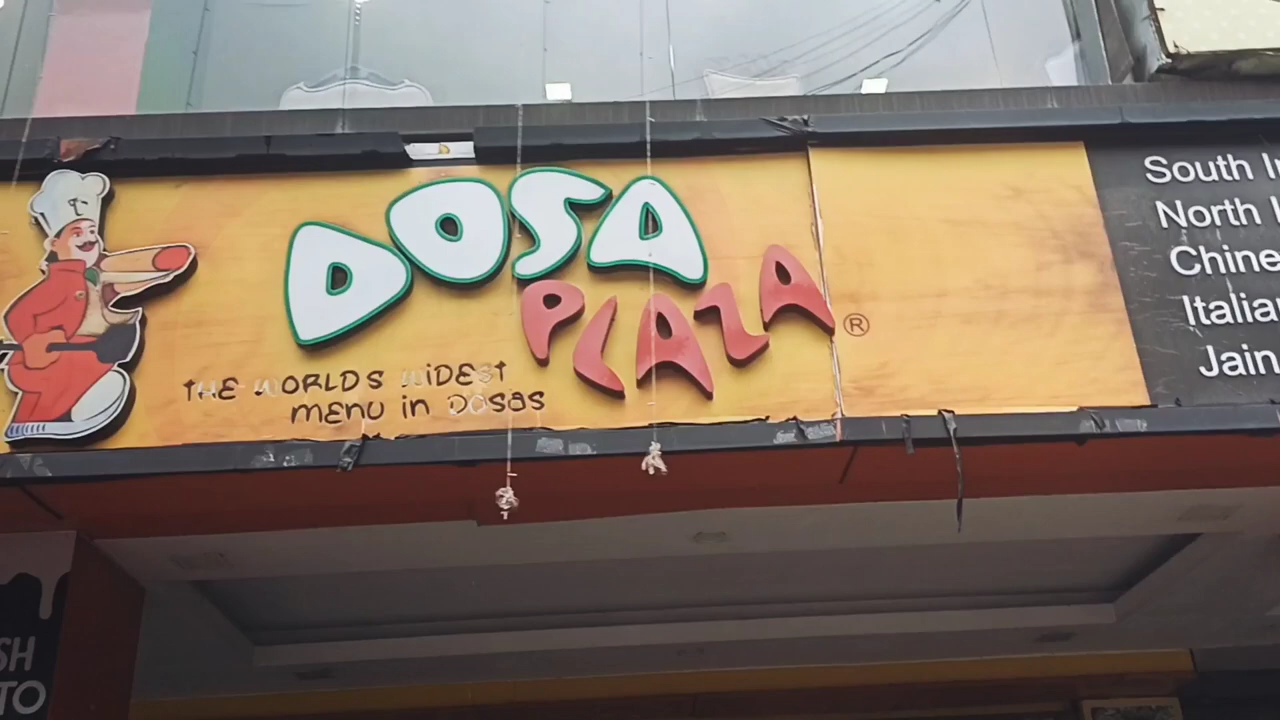 DOSA
PLAZA
®
THE WORLDS WIDEST
MENU in DOSAS
South I
North I
Chine
Italia
Jain
SH
TO